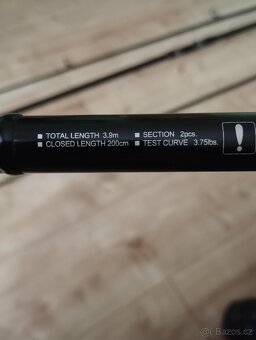 TOTAL LENGTH 3.9m SECTION 2pcs.
CLOSED LENGTH 200cm TEST CURVE 3.75lbs.
Bazos.cz